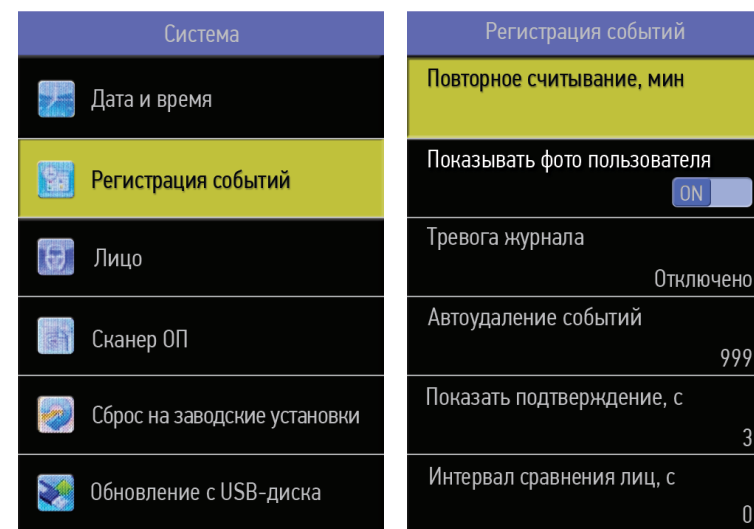 Система
Дата и время
Регистрация событий
Лицо
Сканер ОП
Сброс на заводские установки
Обновление с USB-диска
Регистрация событий
Повторное считывание, мин
Показывать фото пользователя
ON
Тревога журнала
Отключено
Автоудаление событий
999
Показать подтверждение, с
3
Интервал сравнения лиц, с
0